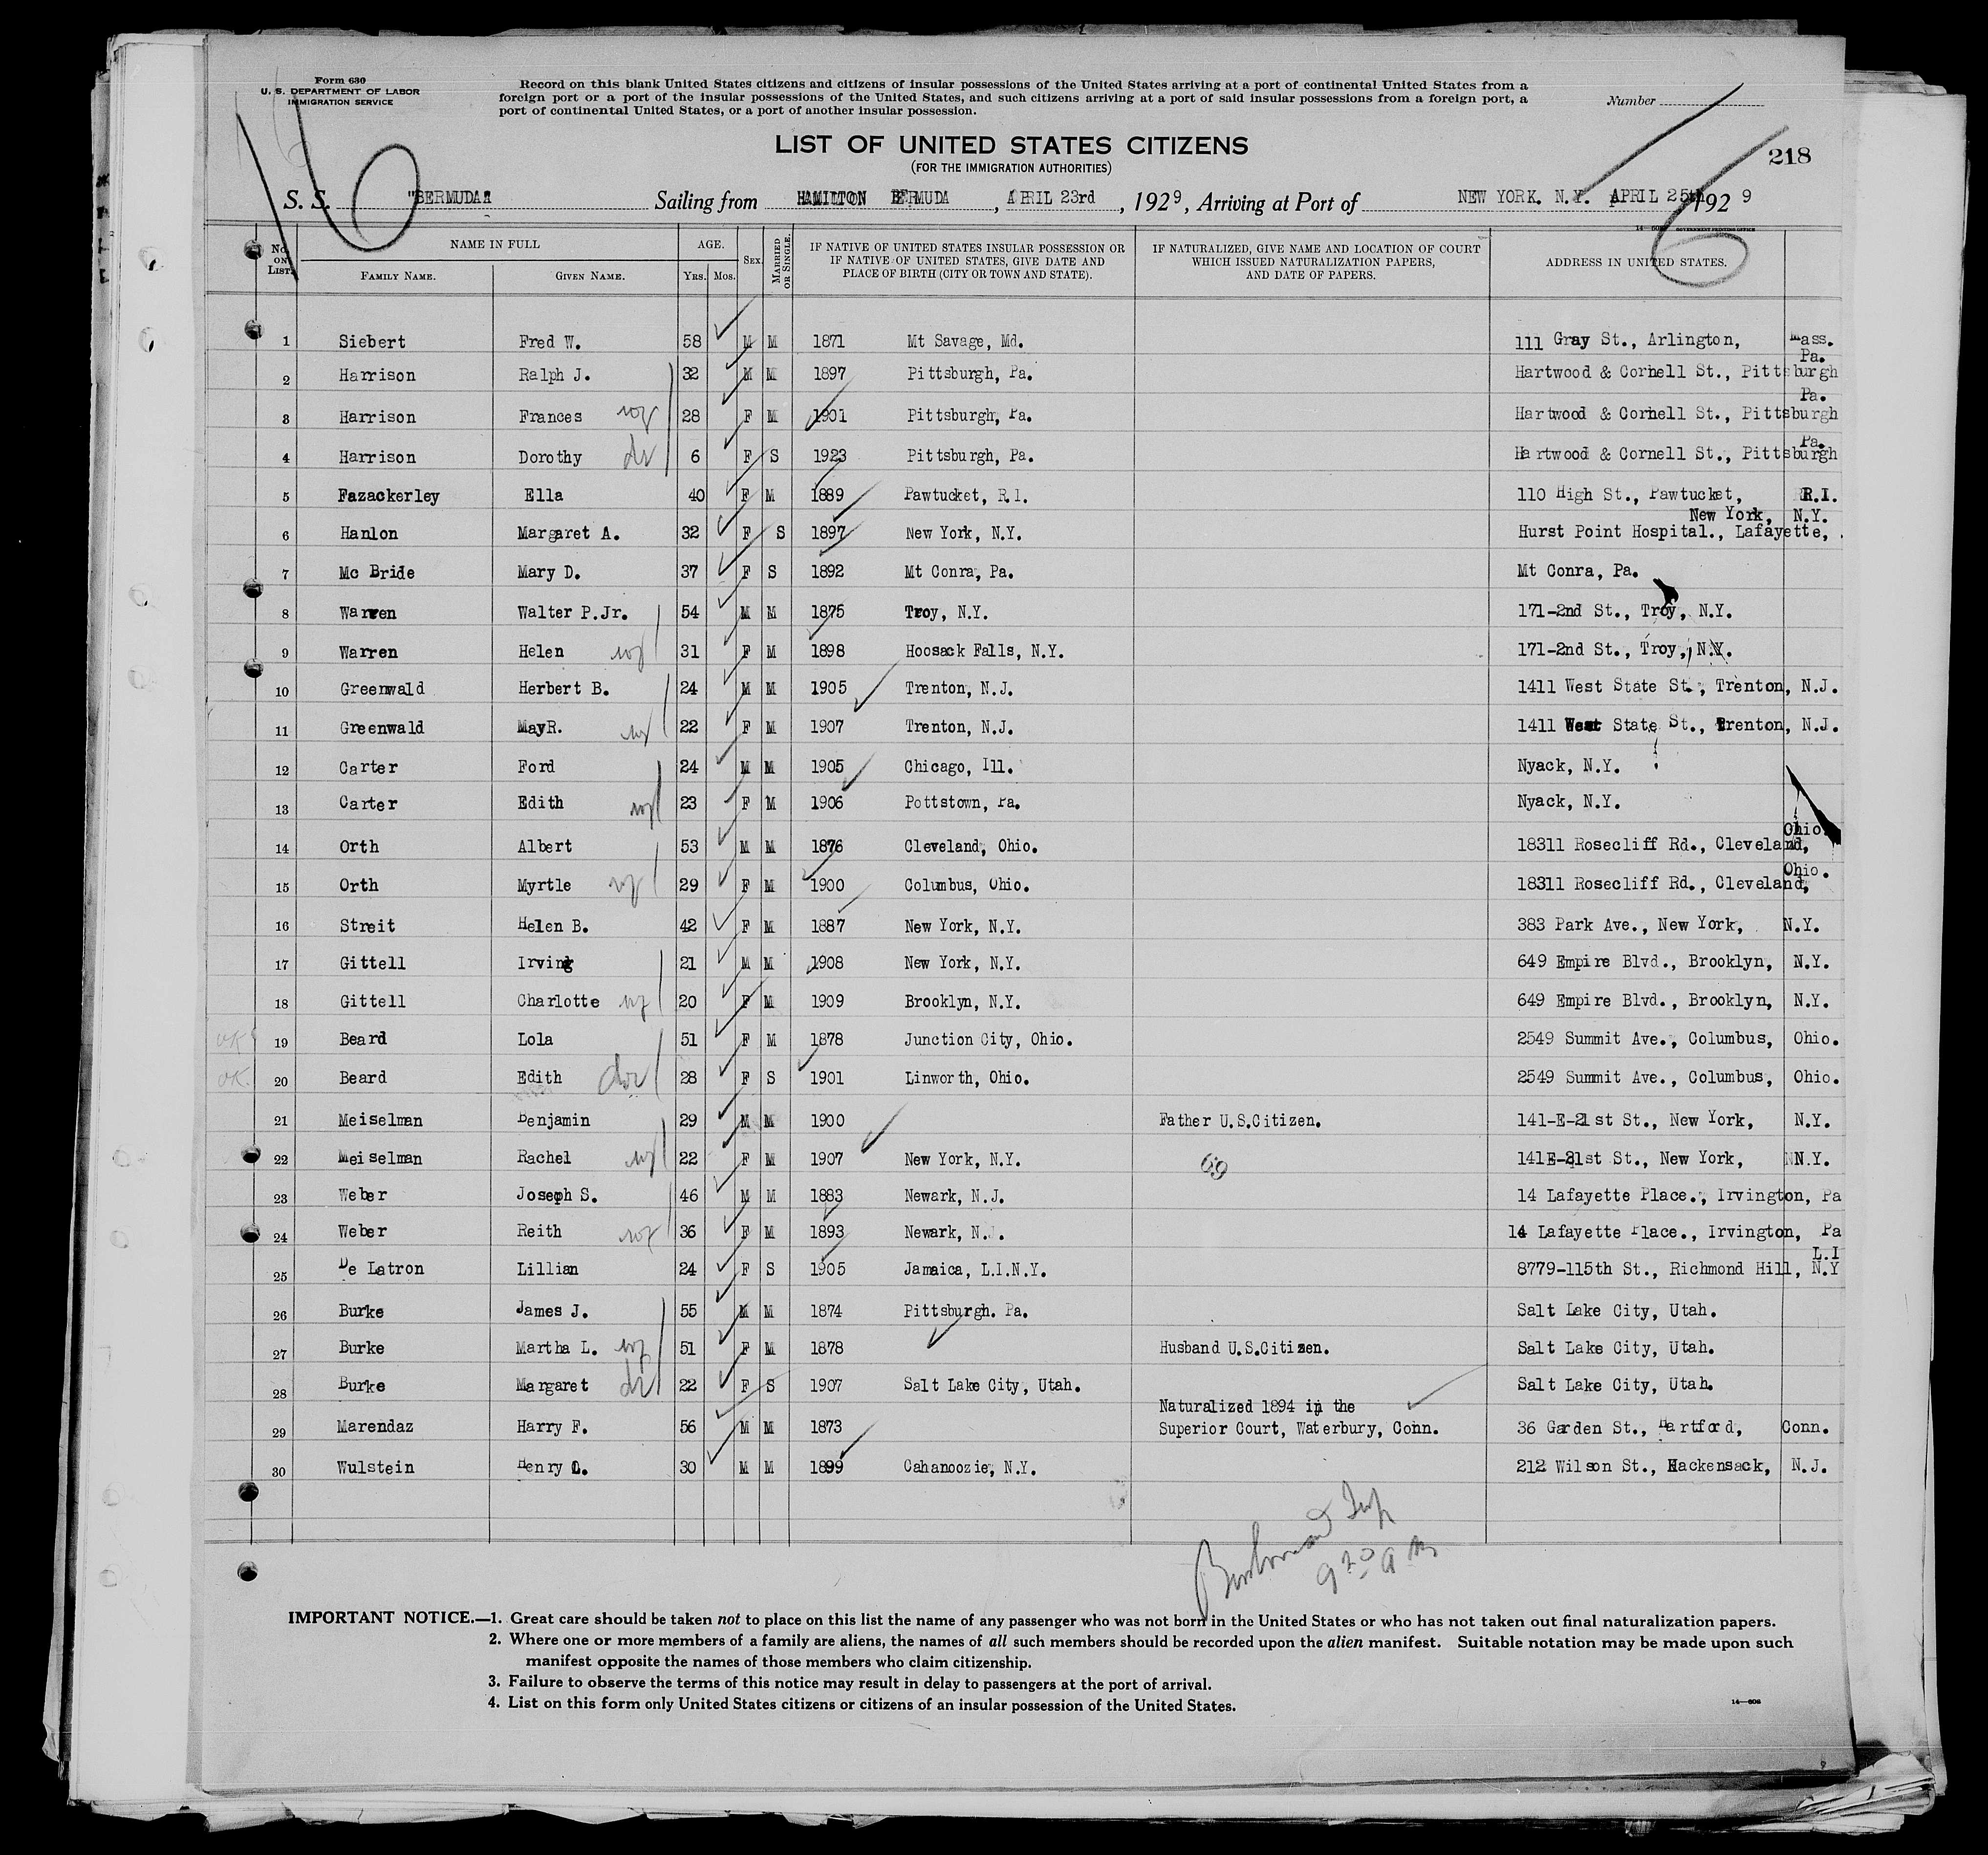 Form 630
U. S. DEPARTMENT OF LABOR
IMMIGRATION SERVICE
Record on this blank United States citizens and citizens of insular possessions of the United States arriving at a port of continental United States from a
foreign port or a port of the insular possessions of the United States, and such citizens arriving at a port of said insular possessions from a foreign port, a
port of continental United States, or a port of another insular possession.
Number
LIST OF UNITED STATES CITIZENS
(FOR THE IMMIGRATION AUTHORITIES)
218
S. S. "BERMUDA" Sailing from HAMILTON BERMUDA, APRIL 23rd, 1929, Arriving at Port of NEW YORK. N.Y. APRIL 25th 1929
14—606 GOVERNMENT PRINTING OFFICE
No. ON LIST. NAME IN FULL FAMILY NAME. GIVEN NAME. AGE. Yrs. Mos. SEX. MARRIED OR SINGLE. IF NATIVE OF UNITED STATES INSULAR POSSESSION OR IF NATIVE OF UNITED STATES, GIVE DATE AND PLACE OF BIRTH (CITY OR TOWN AND STATE). IF NATURALIZED, GIVE NAME AND LOCATION OF COURT WHICH ISSUED NATURALIZATION PAPERS, AND DATE OF PAPERS. ADDRESS IN UNITED STATES.
1 Siebert Fred W. 58 M M 1871 Mt Savage, Md. 111 Gray St., Arlington, Mass.
2 Harrison Ralph J. 32 M M 1897 Pittsburgh, Pa. Hartwood & Cornell St., Pittsburgh Pa.
3 Harrison Frances wf 28 F M 1901 Pittsburgh, Pa. Hartwood & Cornell St., Pittsburgh Pa.
4 Harrison Dorothy dr 6 F S 1923 Pittsburgh, Pa. Hartwood & Cornell St., Pittsburgh Pa.
5 Fazackerley Ella 40 F M 1889 Pawtucket, R.I. 110 High St., Pawtucket, R.I.
6 Hanlon Margaret A. 32 F S 1897 New York, N.Y. Hurst Point Hospital., Lafayette, New York, N.Y.
7 Mc Bride Mary D. 37 F S 1892 Mt Conra, Pa. Mt Conra, Pa.
8 Warren Walter P.Jr. 54 M M 1875 Troy, N.Y. 171-2nd St., Troy, N.Y.
9 Warren Helen wf 31 F M 1898 Hoosack Falls, N.Y. 171-2nd St., Troy, N.Y.
10 Greenwald Herbert B. 24 M M 1905 Trenton, N.J. 1411 West State St., Trenton, N.J.
11 Greenwald MayR. wf 22 F M 1907 Trenton, N.J. 1411 West State St., Trenton, N.J.
12 Carter Ford 24 M M 1905 Chicago, Ill. Nyack, N.Y.
13 Carter Edith wf 23 F M 1906 Pottstown, Pa. Nyack, N.Y.
14 Orth Albert 53 M M 1876 Cleveland, Ohio. 18311 Rosecliff Rd., Cleveland, Ohio.
15 Orth Myrtle wf 29 F M 1900 Columbus, Ohio. 18311 Rosecliff Rd., Cleveland, Ohio.
16 Streit Helen B. 42 F M 1887 New York, N.Y. 383 Park Ave., New York, N.Y.
17 Gittell Irving 21 M M 1908 New York, N.Y. 649 Empire Blvd., Brooklyn, N.Y.
18 Gittell Charlotte wf 20 F M 1909 Brooklyn, N.Y. 649 Empire Blvd., Brooklyn, N.Y.
OK 19 Beard Lola 51 F M 1878 Junction City, Ohio. 2549 Summit Ave., Columbus, Ohio.
OK. 20 Beard Edith dr 28 F S 1901 Linworth, Ohio. 2549 Summit Ave., Columbus, Ohio.
21 Meiselman Benjamin 29 M M 1900 Father U.S.Citizen. 141-E-21st St., New York, N.Y.
22 Meiselman Rachel wf 22 F M 1907 New York, N.Y. 69 141E-21st St., New York, N.Y.
23 Weber Joseph S. 46 M M 1883 Newark, N.J. 14 Lafayette Place., Irvington, Pa
24 Weber Reith wf 36 F M 1893 Newark, N.J. 14 Lafayette Place., Irvington, Pa
25 De Latron Lillian 24 F S 1905 Jamaica, L.I.N.Y. 8779-115th St., Richmond Hill, L.I N.Y
26 Burke James J. 55 M M 1874 Pittsburgh. Pa. Salt Lake City, Utah.
27 Burke Martha L. wf 51 F M 1878 Husband U.S.Citizen. Salt Lake City, Utah.
28 Burke Margaret dr 22 F S 1907 Salt Lake City, Utah. Salt Lake City, Utah.
29 Marendaz Harry F. 56 M M 1873 Naturalized 1894 in the Superior Court, Waterbury, Conn. 36 Garden St., Hartford, Conn.
30 Wulstein Henry O. 30 M M 1899 Cahanoozie, N.Y. 212 Wilson St., Hackensack, N.J.
Insp
9 20 A M
IMPORTANT NOTICE.—1. Great care should be taken not to place on this list the name of any passenger who was not born in the United States or who has not taken out final naturalization papers.
2. Where one or more members of a family are aliens, the names of all such members should be recorded upon the alien manifest. Suitable notation may be made upon such
manifest opposite the names of those members who claim citizenship.
3. Failure to observe the terms of this notice may result in delay to passengers at the port of arrival.
4. List on this form only United States citizens or citizens of an insular possession of the United States.
14—606